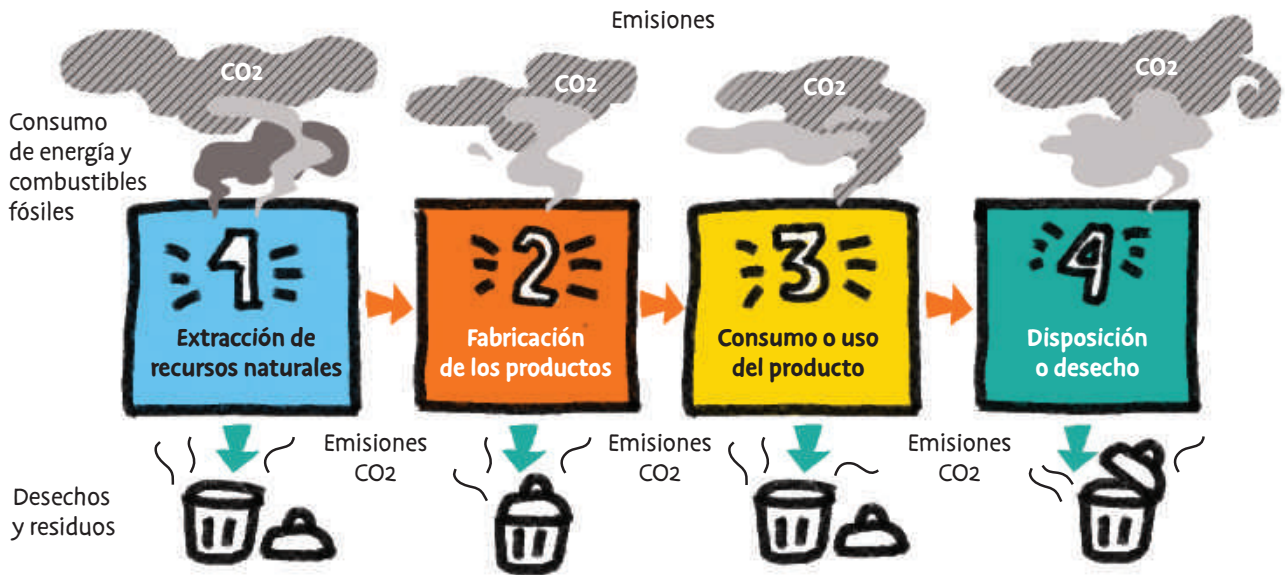 Emisiones
CO2
CO2
CO2
CO2
Consumo
de energía y
combustibles
fósiles
1
Extracción de
recursos naturales
2
Fabricación
de los productos
3
Consumo o uso
del producto
4
Disposición
o desecho
Emisiones
CO2
Emisiones
CO2
Emisiones
CO2
Desechos
y residuos